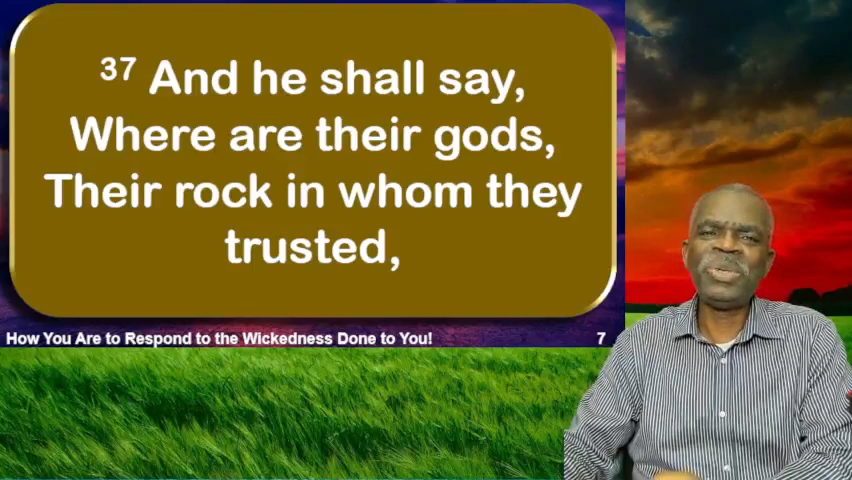 37 And he shall say,
Where are their gods,
Their rock in whom they
trusted,
How You Are to Respond to the Wickedness Done to You! 7